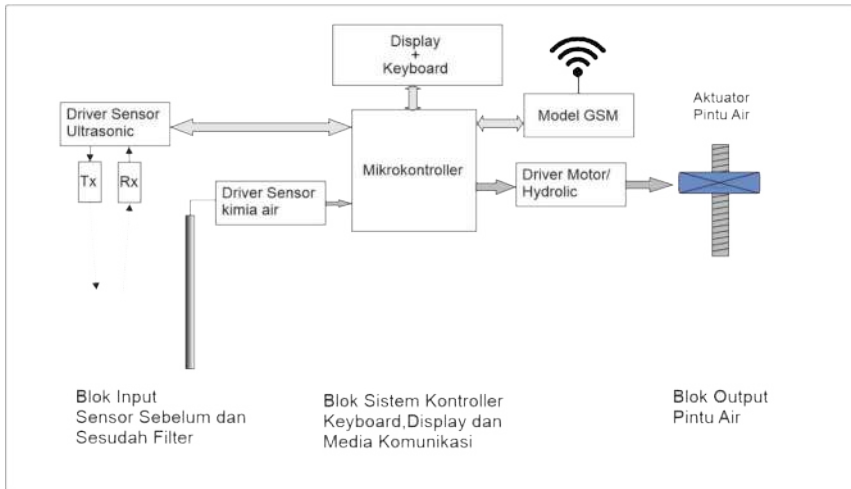 Display
+
Keyboard
Driver Sensor
Ultrasonic
Tx
Rx
Driver Sensor
kimia air
Mikrokontroller
Model GSM
Driver Motor/
Hydrolic
Aktuator
Pintu Air
Blok Input
Sensor Sebelum dan
Sesudah Filter
Blok Sistem Kontroller
Keyboard,Display dan
Media Komunikasi
Blok Output
Pintu Air